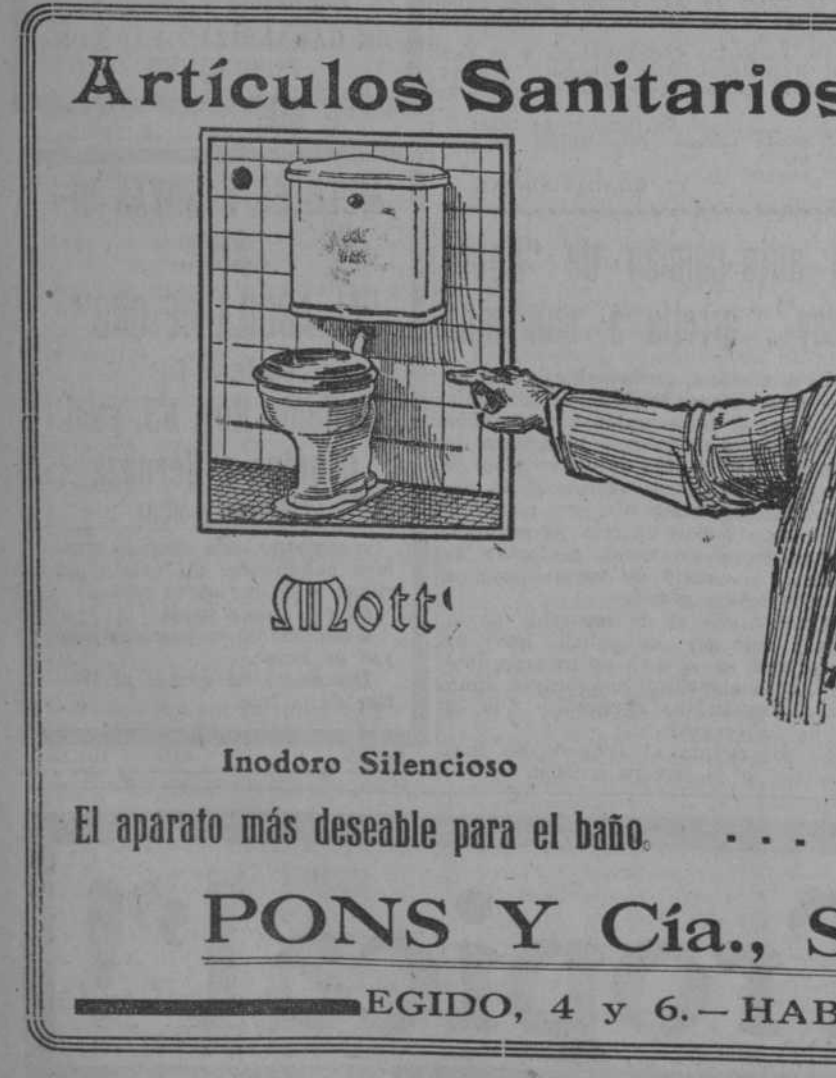 Artículos Sanitarios
Mott'
Inodoro Silencioso
El aparato más deseable para el baño. . . .
PONS Y Cía., S
EGIDO, 4 y 6.—HAB